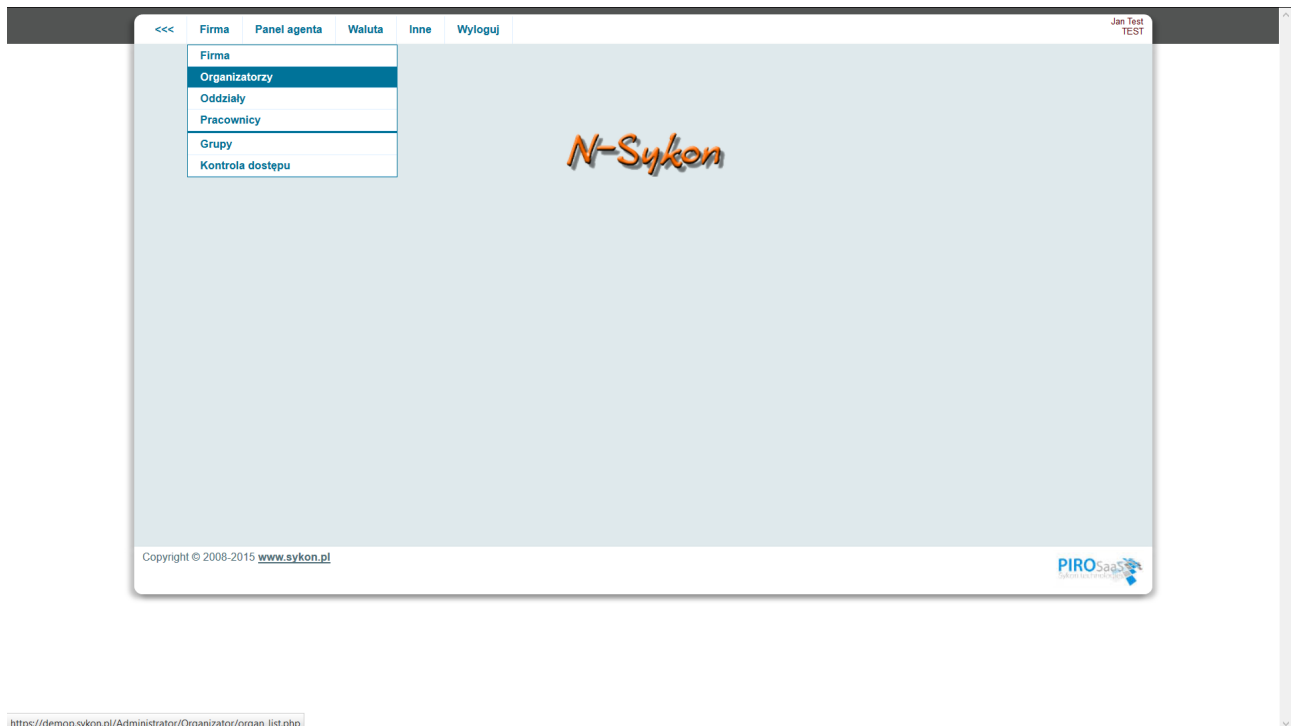 <<< Firma Panel agenta Waluta Inne Wyloguj
Jan Test
TEST
Firma
Organizatorzy
Oddziały
Pracownicy
Grupy
Kontrola dostępu
N-Sykon
Copyright © 2008-2015 www.sykon.pl
PIROSaaS
https://demop.sykon.pl/Administrator/Organizator/organ_list.php